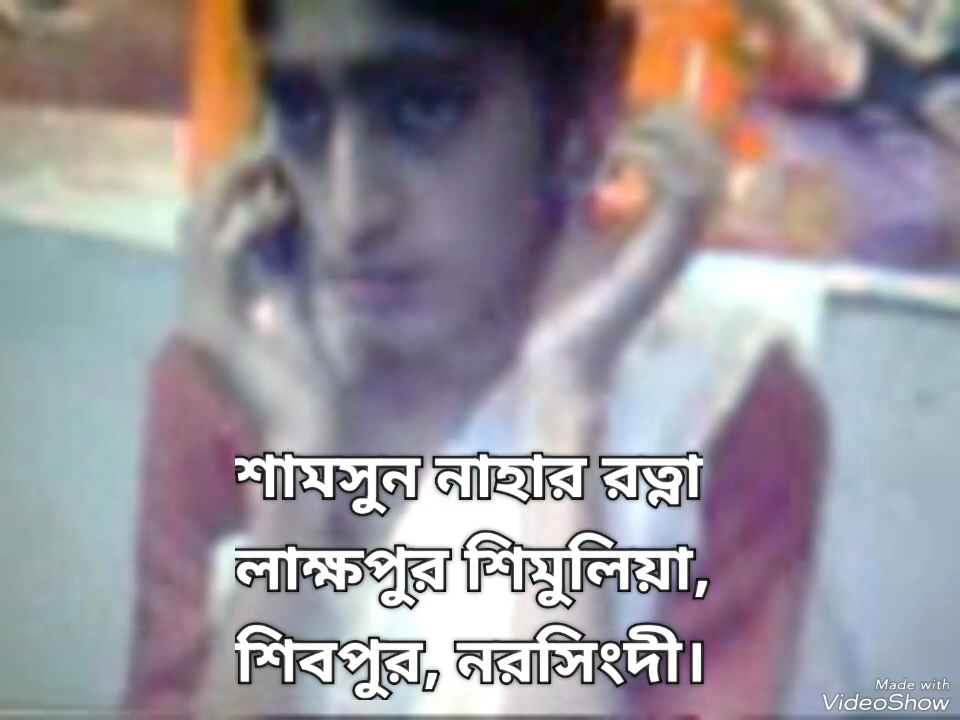 শামসুন নাহার রত্না
লাক্ষপুর শিমুলিয়া,
শিবপুর, নরসিংদী।
Made with
VideoShow